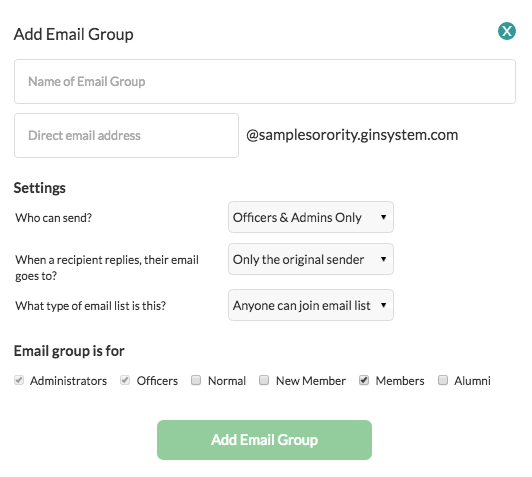 Add Email Group
X
Name of Email Group
Direct email address
@samplesorority.ginsystem.com
Settings
Who can send?
Officers & Admins Only
When a recipient replies, their email
goes to?
Only the original sender
What type of email list is this?
Anyone can join email list
Email group is for
Administrators Officers Normal New Member Members Alumni
Add Email Group